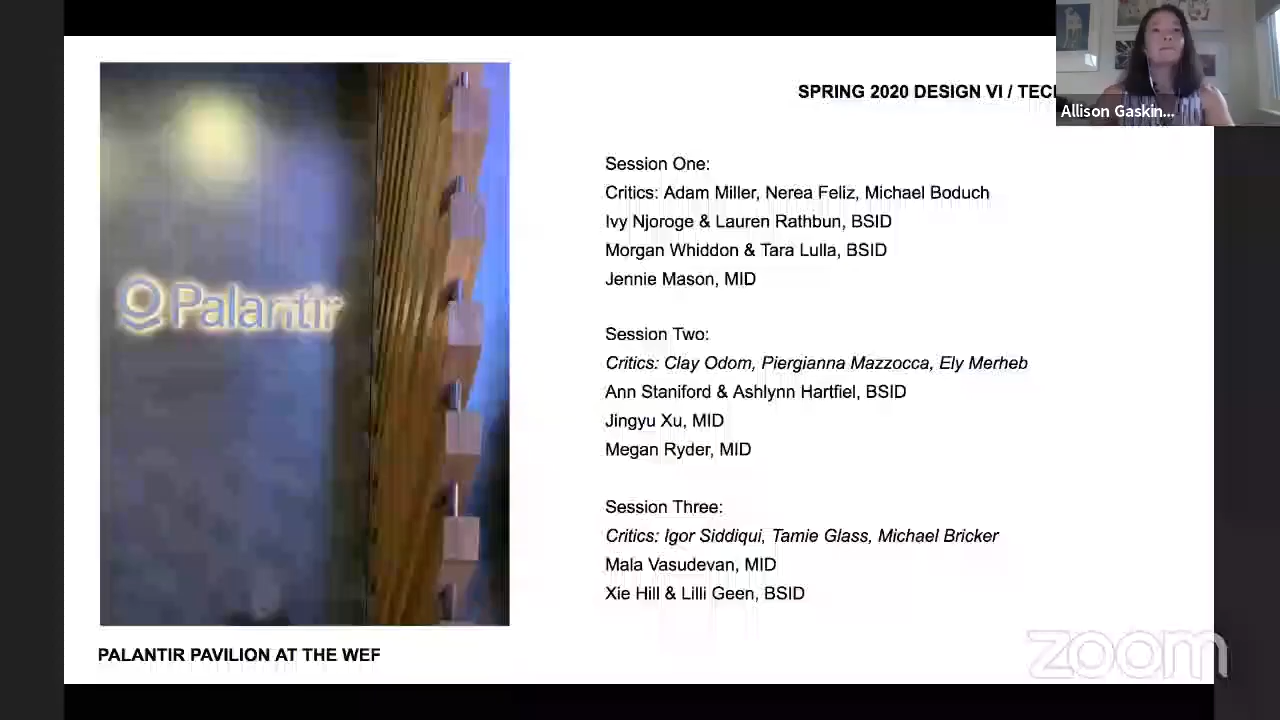 SPRING 2020 DESIGN VI /
Allison Gaskin...
Session One:
Critics: Adam Miller, Nerea Feliz, Michael Boduch
Ivy Njoroge & Lauren Rathbun, BSID
Morgan Whiddon & Tara Lulla, BSID
Jennie Mason, MID
Session Two:
Critics: Clay Odom, Piergianna Mazzocca, Ely Merheb
Ann Staniford & Ashlynn Hartfiel, BSID
Jingyu Xu, MID
Megan Ryder, MID
Session Three:
Critics: Igor Siddiqui, Tamie Glass, Michael Bricker
Mala Vasudevan, MID
Xie Hill & Lilli Geen, BSID
Palantir
PALANTIR PAVILION AT THE WEF
zoom